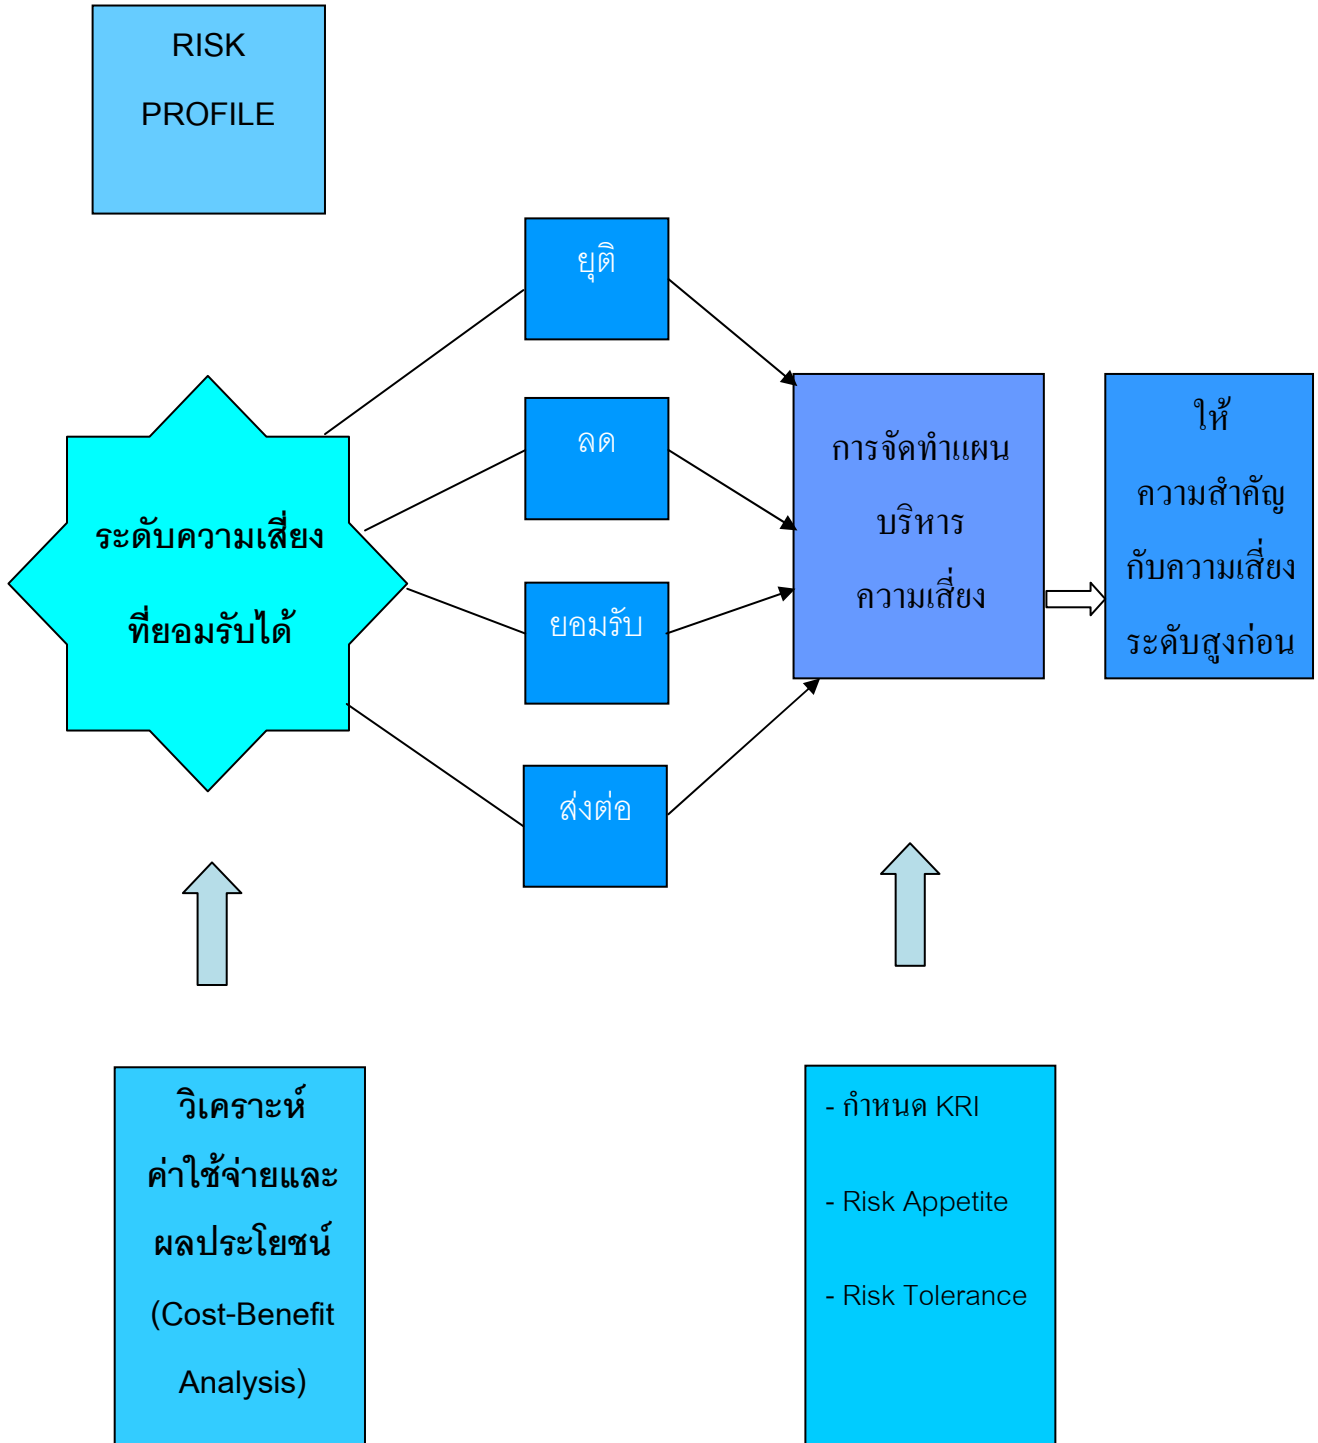 RISK
PROFILE
ยุติ
ลด
ยอมรับ
ส่งต่อ
ระดับความเสี่ยง
ที่ยอมรับได้
การจัดทำแผน
บริหาร
ความเสี่ยง
ให้
ความสำคัญ
กับความเสี่ยง
ระดับสูงก่อน
วิเคราะห์
ค่าใช้จ่ายและ
ผลประโยชน์
(Cost-Benefit
Analysis)
- กำหนด KRI
- Risk Appetite
- Risk Tolerance